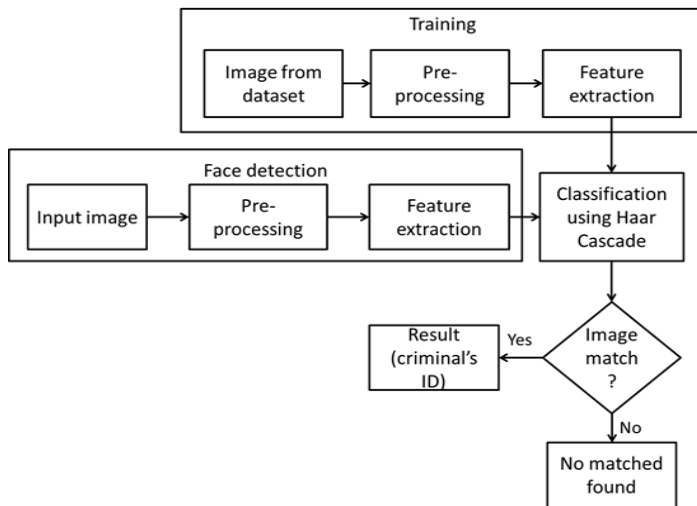 Training
Image from
dataset
Pre-
processing
Feature
extraction
Face detection
Input image
Pre-
processing
Feature
extraction
Classification
using Haar
Cascade
Image
match
?
Yes
Result
(criminal's
ID)
No
No matched
found